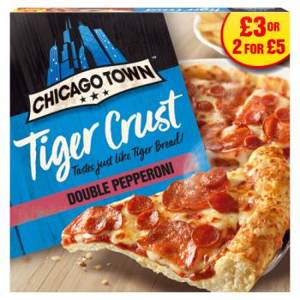 £3 OR
2 FOR £5
CHICAGO TOWN
Tiger Crust
Tastes just like Tiger Bread!
DOUBLE PEPPERONI